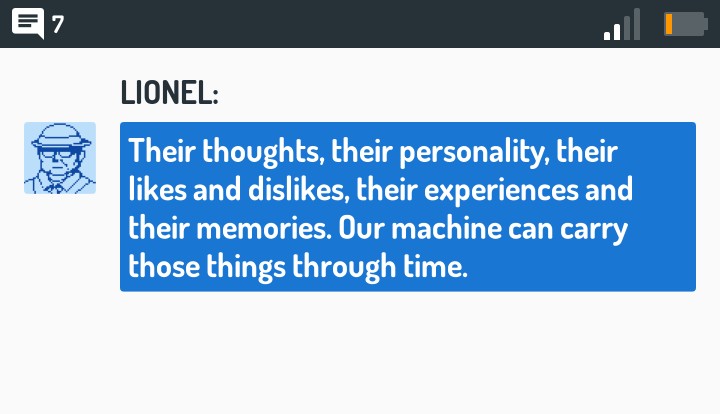 7
LIONEL:
Their thoughts, their personality, their
likes and dislikes, their experiences and
their memories. Our machine can carry
those things through time.